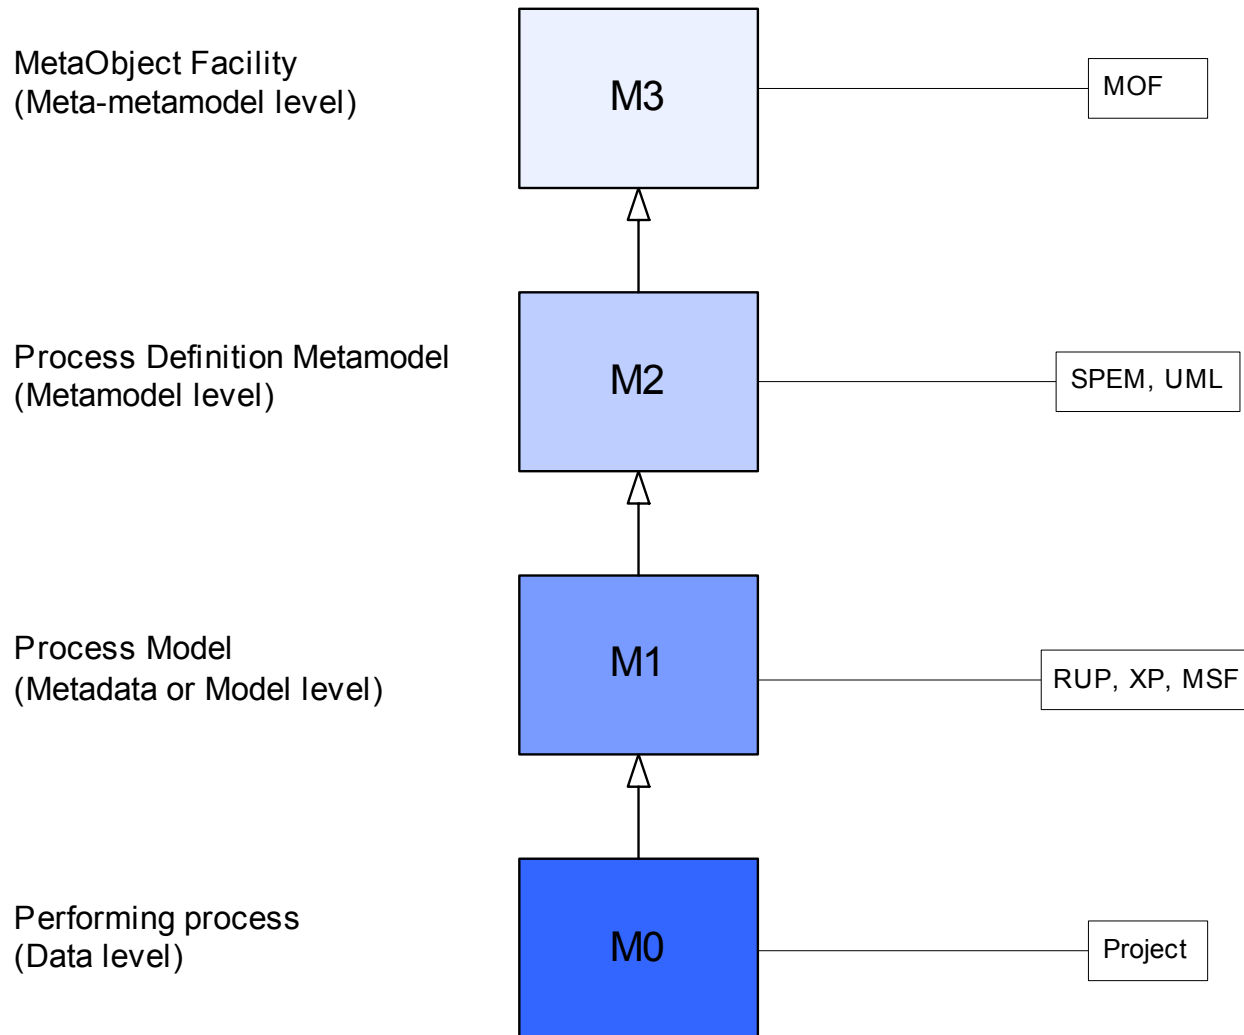 MetaObject Facility
(Meta-metamodel level)
M3
MOF
Process Definition Metamodel
(Metamodel level)
M2
SPEM, UML
Process Model
(Metadata or Model level)
M1
RUP, XP, MSF
Performing process
(Data level)
M0
Project